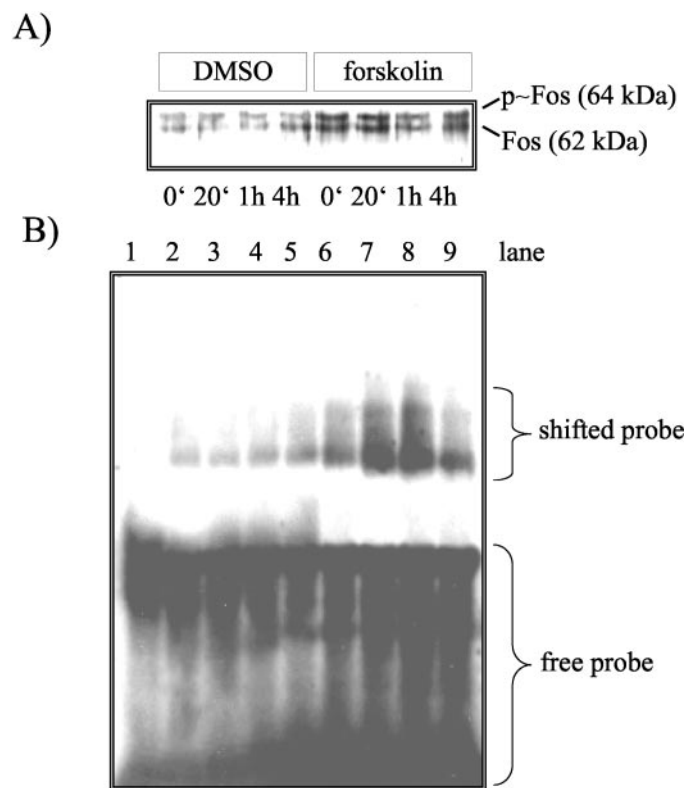 A)
DMSO forskolin
p~Fos (64 kDa)
Fos (62 kDa)
0‘ 20‘ 1h 4h 0‘ 20‘ 1h 4h
B)
1 2 3 4 5 6 7 8 9 lane
shifted probe
free probe